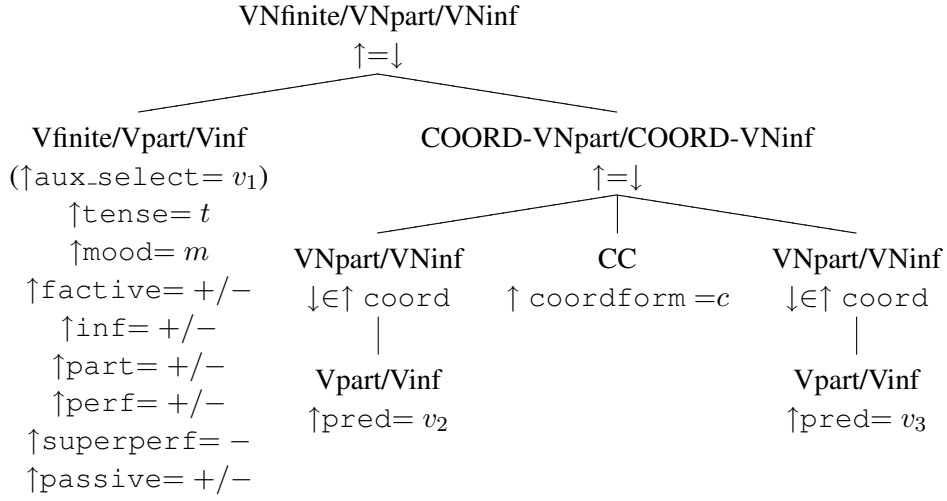 VNfinite/VNpart/VNinf
↑=↓
Vfinite/Vpart/Vinf
(↑aux_select= v₁)
↑tense= t
↑mood= m
↑factive= +/−
↑inf= +/−
↑part= +/−
↑perf= +/−
↑superperf= −
↑passive= +/−
COORD-VNpart/COORD-VNinf
↑=↓
VNpart/VNinf
↓∈↑ coord
Vpart/Vinf
↑pred= v₂
CC
↑ coordform =c
VNpart/VNinf
↓∈↑ coord
Vpart/Vinf
↑pred= v₃